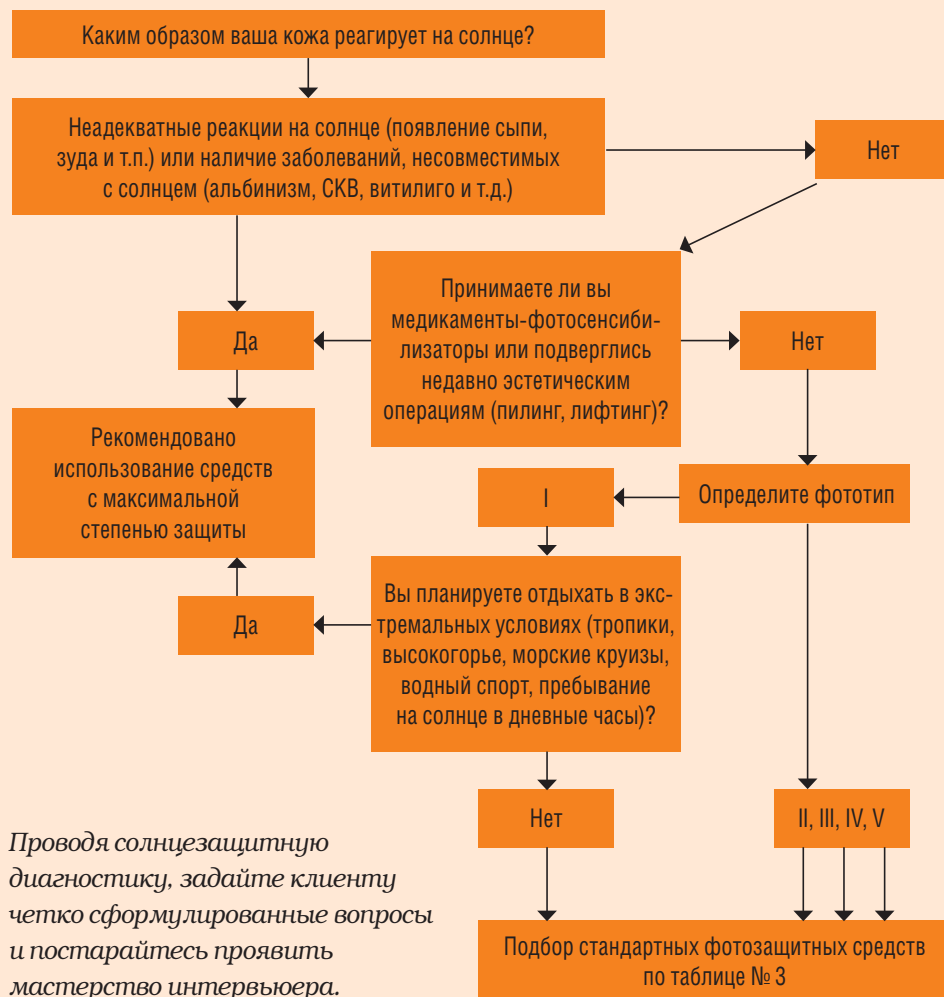 Каким образом ваша кожа реагирует на солнце?
Неадекватные реакции на солнце (появление сыпи,
зуда и т.п.) или наличие заболеваний, несовместимых
с солнцем (альбинизм, СКВ, витилиго и т.д.)
Нет
Принимаете ли вы
медикаменты-фотосенсиби-
лизаторы или подверглись
недавно эстетическим
операциям (пилинг, лифтинг)?
Да
Нет
Рекомендовано
использование средств
с максимальной
степенью защиты
I
Определите фототип
Вы планируете отдыхать в экс-
тремальных условиях (тропики,
высокогорье, морские круизы,
водный спорт, пребывание
на солнце в дневные часы)?
Да
Нет
II, III, IV, V
Проводя солнцезащитную
диагностику, задайте клиенту
четко сформулированные вопросы
и постарайтесь проявить
мастерство интервьюера.
Подбор стандартных фотозащитных средств
по таблице № 3